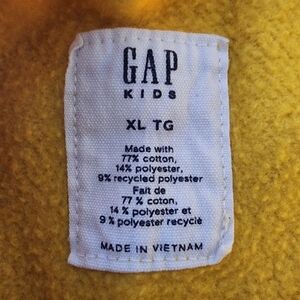 GAP
KIDS
XL TG
Made with
77% cotton,
14% polyester,
9% recycled polyester
Fait de
77 % coton,
14 % polyester et
9 % polyester recyclé
MADE IN VIETNAM